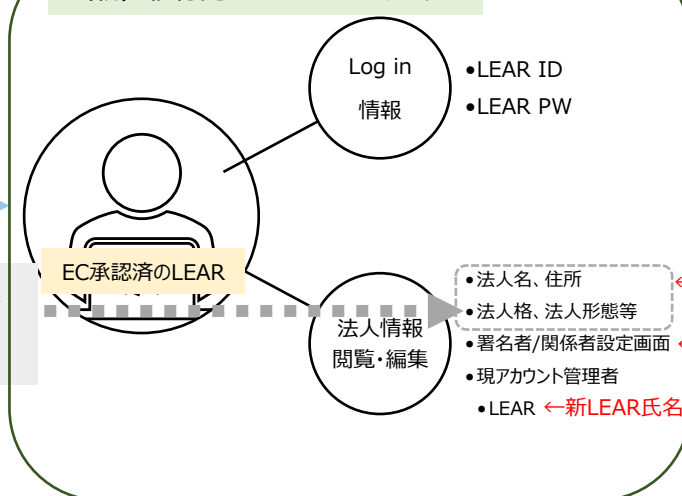 Log in
情報
•LEAR ID
•LEAR PW
EC承認済のLEAR
法人情報
閲覧・編集
•法人名、住所 ←
•法人格、法人形態等
•署名者/関係者設定画面 ←
•現アカウント管理者
•LEAR ←新LEAR氏名